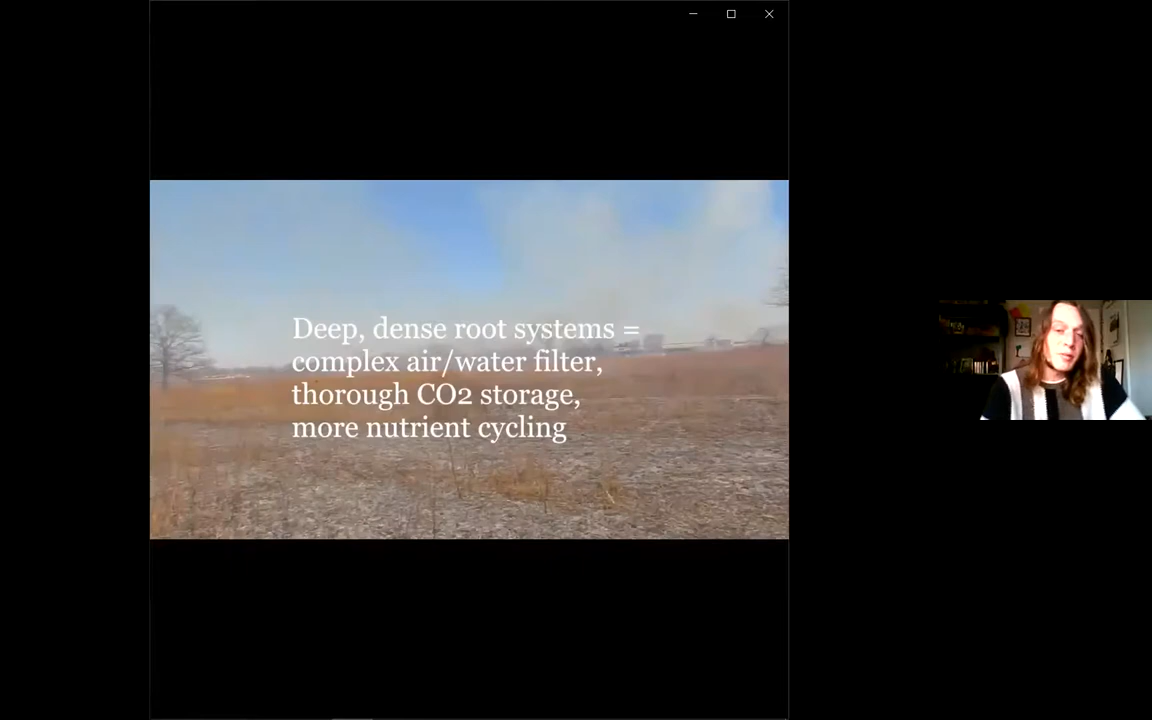 Deep, dense root systems =
complex air/water filter,
thorough CO2 storage,
more nutrient cycling